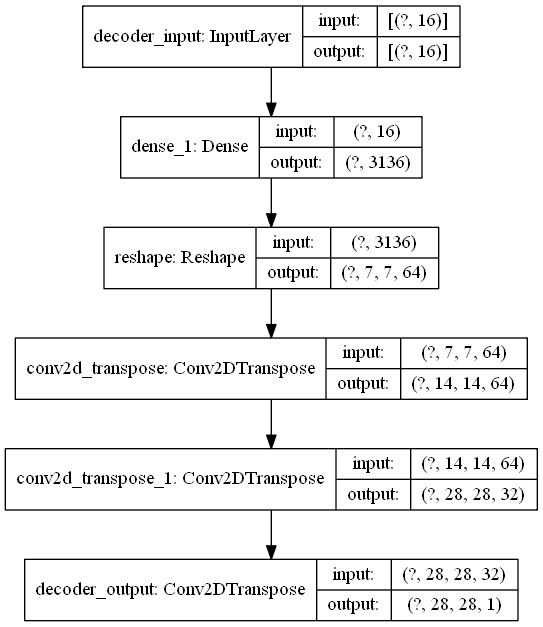 decoder_input: InputLayer
input: [(?, 16)]
output: [(?, 16)]
dense_1: Dense
input: (?, 16)
output: (?, 3136)
reshape: Reshape
input: (?, 3136)
output: (?, 7, 7, 64)
conv2d_transpose: Conv2DTranspose
input: (?, 7, 7, 64)
output: (?, 14, 14, 64)
conv2d_transpose_1: Conv2DTranspose
input: (?, 14, 14, 64)
output: (?, 28, 28, 32)
decoder_output: Conv2DTranspose
input: (?, 28, 28, 32)
output: (?, 28, 28, 1)